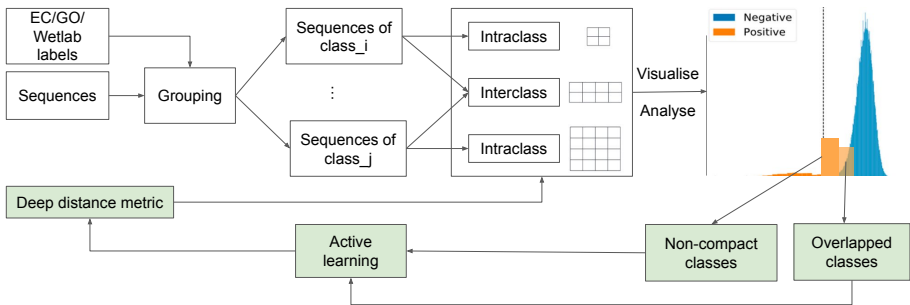 EC/GO/
Wetlab
labels
Sequences
Grouping
Sequences of
class_i
⋮
Sequences of
class_j
Intraclass
Interclass
Intraclass
Visualise
Analyse
Negative
Positive
Deep distance metric
Active
learning
Non-compact
classes
Overlapped
classes